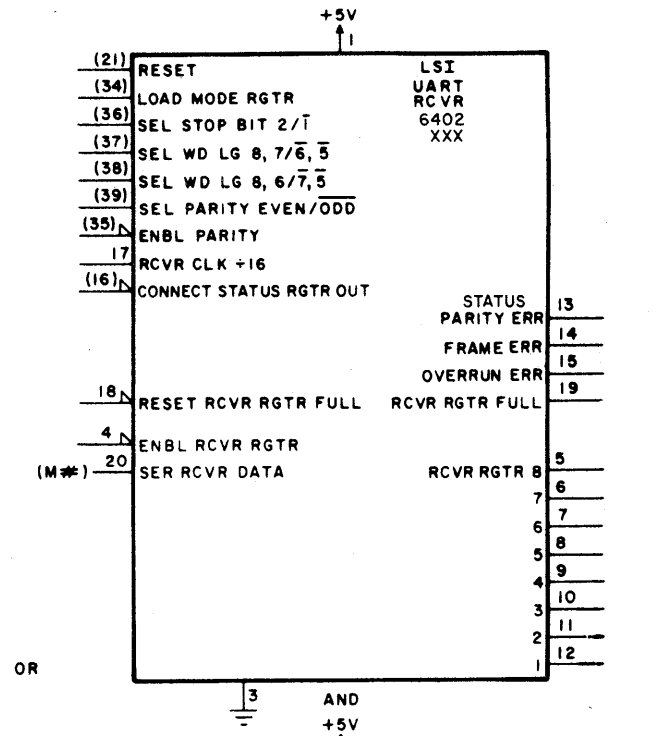 +5V
1
(21) RESET LSI
(34) LOAD MODE RGTR UART
RCVR
(36) SEL STOP BIT 2/1̅ 6402
XXX
(37) SEL WD LG 8, 7/6̅, 5̅
(38) SEL WD LG 8, 6/7̅, 5̅
(39) SEL PARITY EVEN/O̅D̅D̅
(35) ENBL PARITY
17 RCVR CLK ÷16
(16) CONNECT STATUS RGTR OUT
STATUS
PARITY ERR 13
FRAME ERR 14
OVERRUN ERR 15
18 RESET RCVR RGTR FULL RCVR RGTR FULL 19
4 ENBL RCVR RGTR
(M#) 20 SER RCVR DATA RCVR RGTR 8 5
7 6
6 7
5 8
4 9
3 10
2 11
1 12
OR
3
AND
+5V